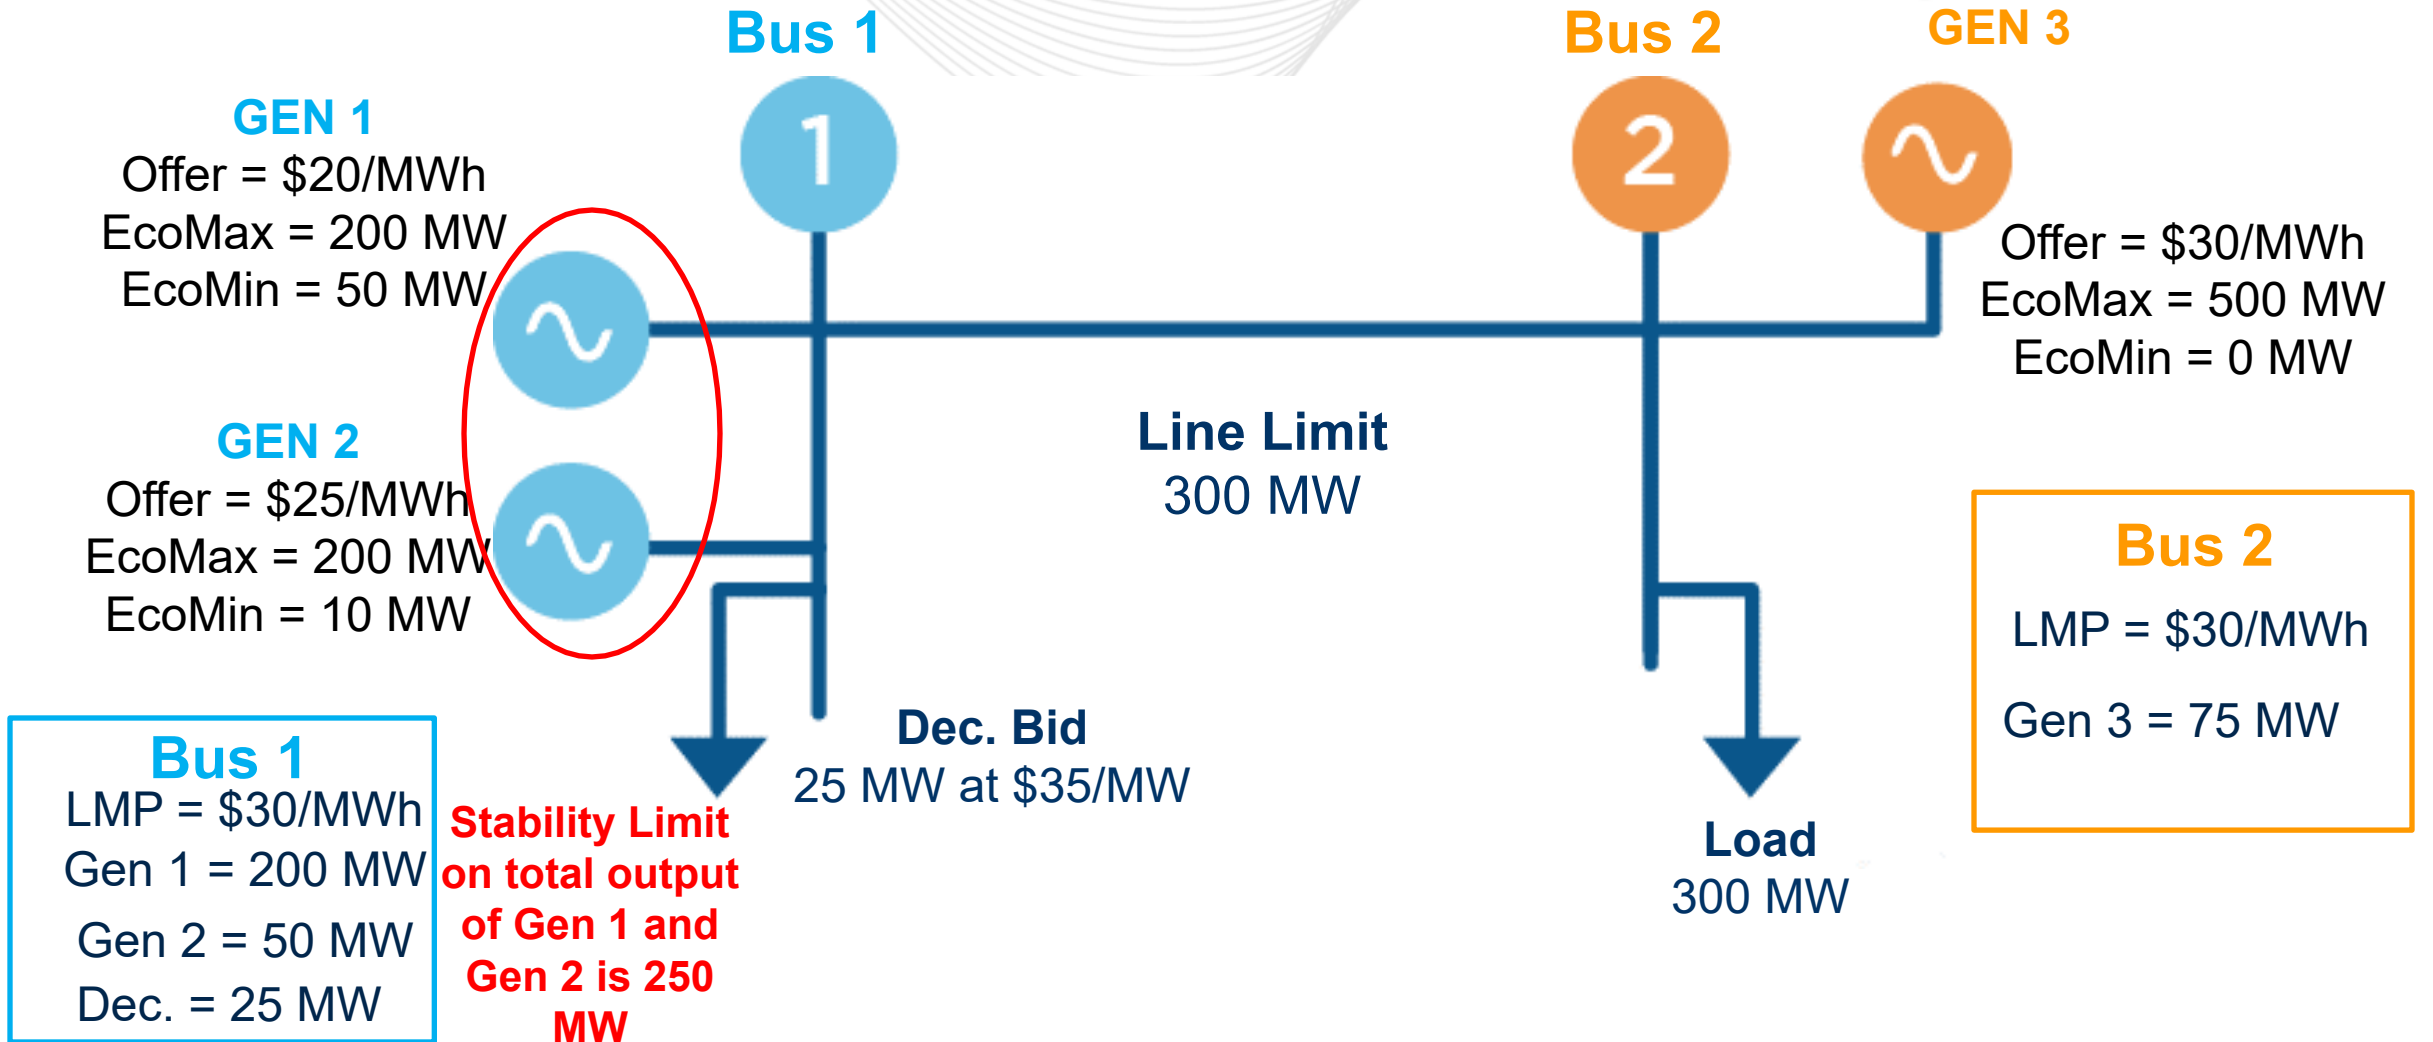 Bus 1
Bus 2
GEN 3
GEN 1
Offer = $20/MWh
EcoMax = 200 MW
EcoMin = 50 MW
1
2
Offer = $30/MWh
EcoMax = 500 MW
EcoMin = 0 MW
GEN 2
Offer = $25/MWh
EcoMax = 200 MW
EcoMin = 10 MW
Line Limit
300 MW
Bus 2
LMP = $30/MWh
Gen 3 = 75 MW
Dec. Bid
25 MW at $35/MW
Bus 1
LMP = $30/MWh
Gen 1 = 200 MW
Gen 2 = 50 MW
Dec. = 25 MW
Stability Limit
on total output
of Gen 1 and
Gen 2 is 250
MW
Load
300 MW